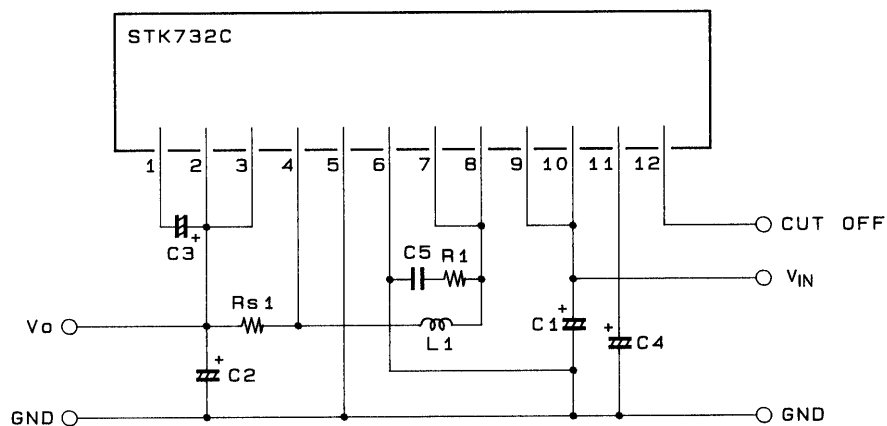 STK732C
1 2 3 4 5 6 7 8 9 10 11 12
C3 +
CUT OFF
C5 R1
VIN
Rs1
+
C1
Vo
L1
+
C4
+
C2
GND
GND